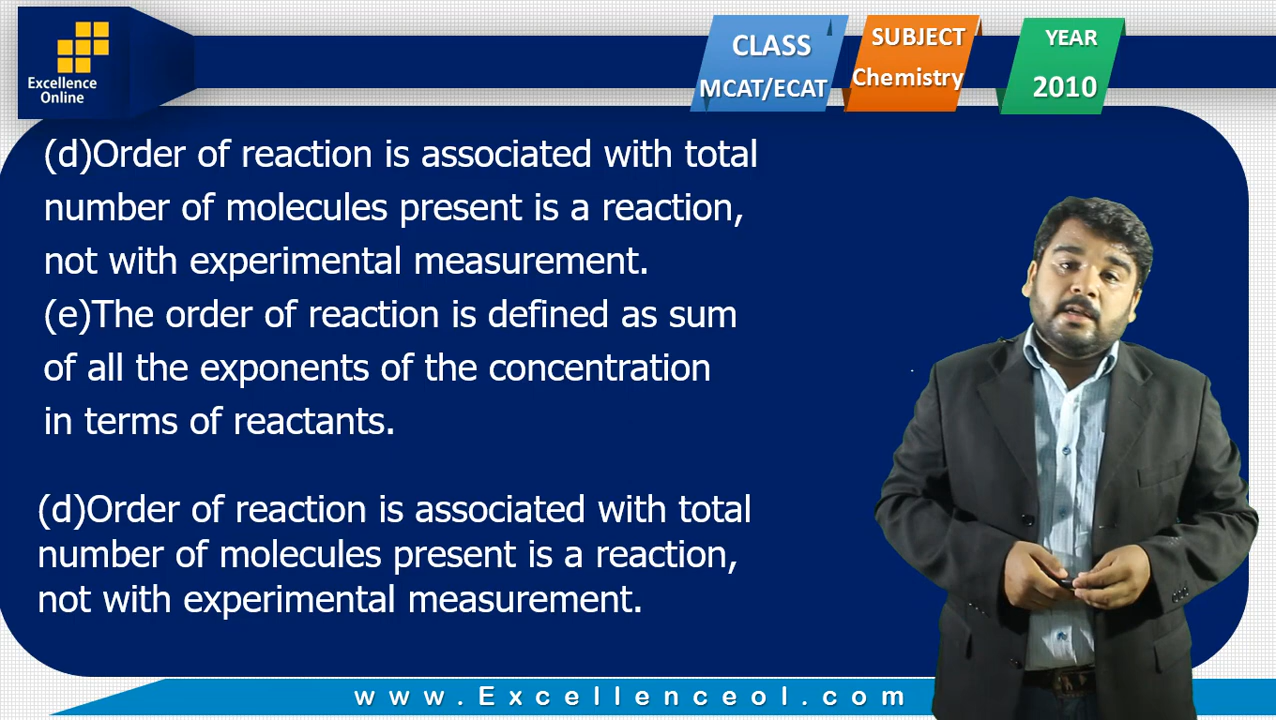 Excellence
Online
CLASS
MCAT/ECAT
SUBJECT
Chemistry
YEAR
2010
(d)Order of reaction is associated with total
number of molecules present is a reaction,
not with experimental measurement.
(e)The order of reaction is defined as sum
of all the exponents of the concentration
in terms of reactants.
(d)Order of reaction is associated with total
number of molecules present is a reaction,
not with experimental measurement.
www.Excellenceol.com